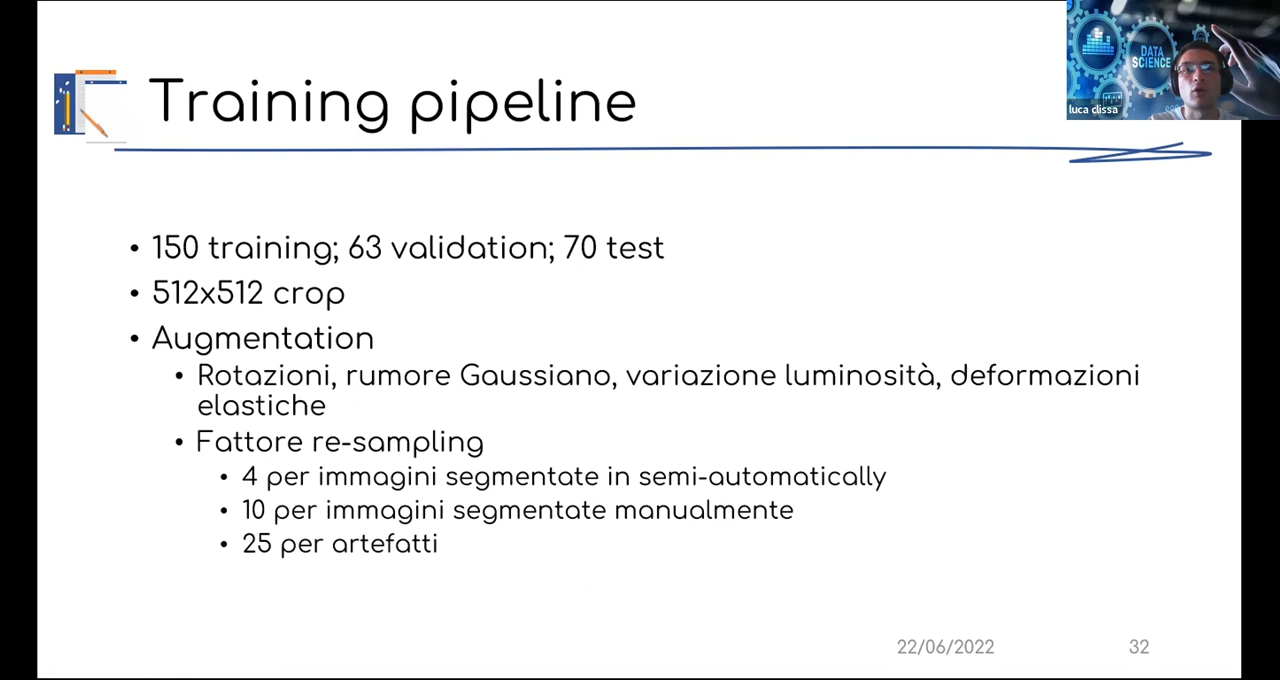 Training pipeline
DATA
SCIENCE
luca clissa
• 150 training; 63 validation; 70 test
• 512x512 crop
• Augmentation
• Rotazioni, rumore Gaussiano, variazione luminosità, deformazioni
elastiche
• Fattore re-sampling
• 4 per immagini segmentate in semi-automatically
• 10 per immagini segmentate manualmente
• 25 per artefatti
22/06/2022
32